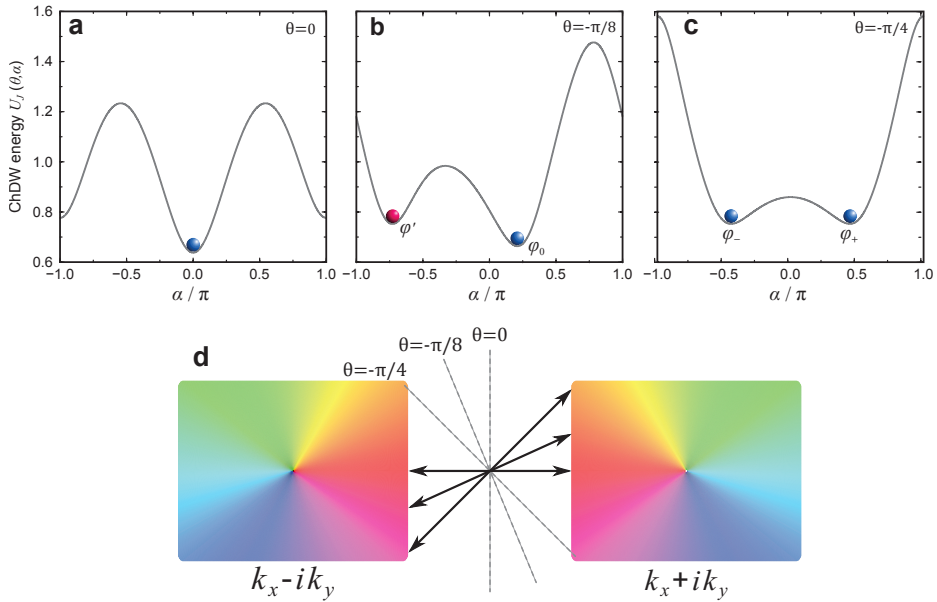 a
θ=0
b
θ=-π/8
c
θ=-π/4
ChDW energy U_J (θ,α)
1.6
1.4
1.2
1.0
0.8
0.6
φ'
φ₀
φ₋
φ₊
−1.0 −0.5 0.0 0.5 1.0
−1.0 −0.5 0.0 0.5 1.0
−1.0 −0.5 0.0 0.5 1.0
α / π
α / π
α / π
d
θ=0
θ=-π/8
θ=-π/4
k_x-ik_y
k_x+ik_y